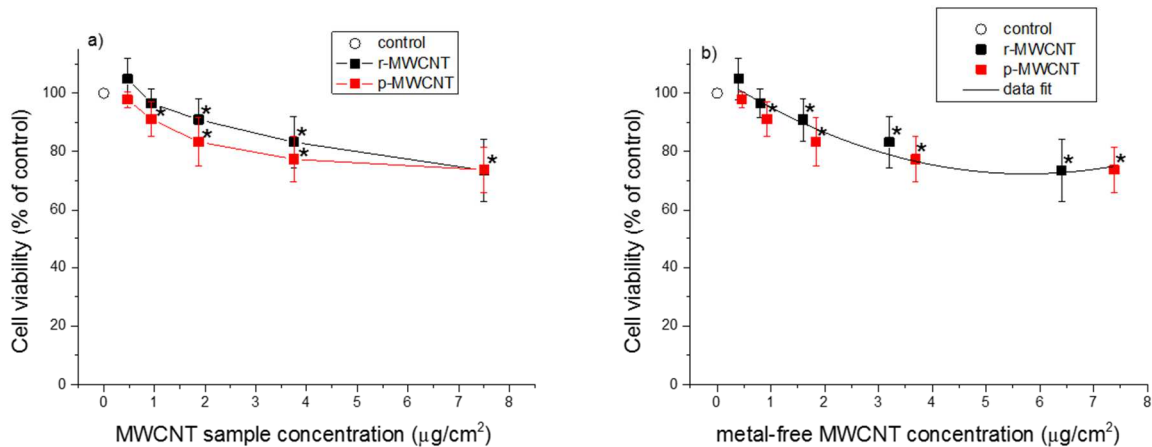 a)
control
r-MWCNT
p-MWCNT
100
80
60
40
20
0
Cell viability (% of control)
* * * * * * *
0 1 2 3 4 5 6 7 8
MWCNT sample concentration (μg/cm²)
b)
control
r-MWCNT
p-MWCNT
data fit
100
80
60
40
20
0
Cell viability (% of control)
* * * * * * *
0 1 2 3 4 5 6 7 8
metal-free MWCNT concentration (μg/cm²)